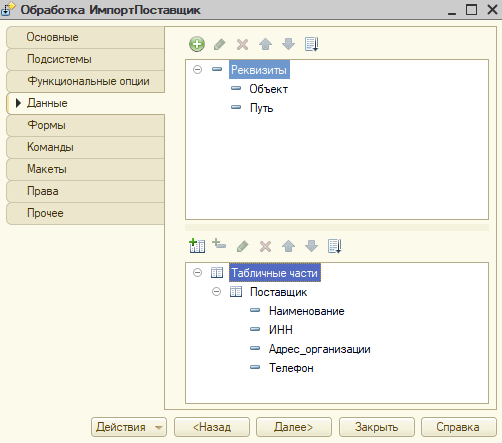 Обработка ИмпортПоставщик
Основные
Подсистемы
Функциональные опции
Данные
Формы
Команды
Макеты
Права
Прочее
Реквизиты
Объект
Путь
Табличные части
Поставщик
Наименование
ИНН
Адрес_организации
Телефон
Действия
<Назад
Далее>
Закрыть
Справка